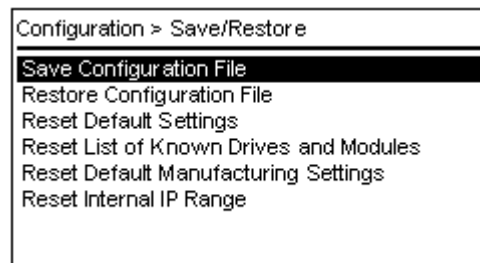 Configuration > Save/Restore
Save Configuration File
Restore Configuration File
Reset Default Settings
Reset List of Known Drives and Modules
Reset Default Manufacturing Settings
Reset Internal IP Range